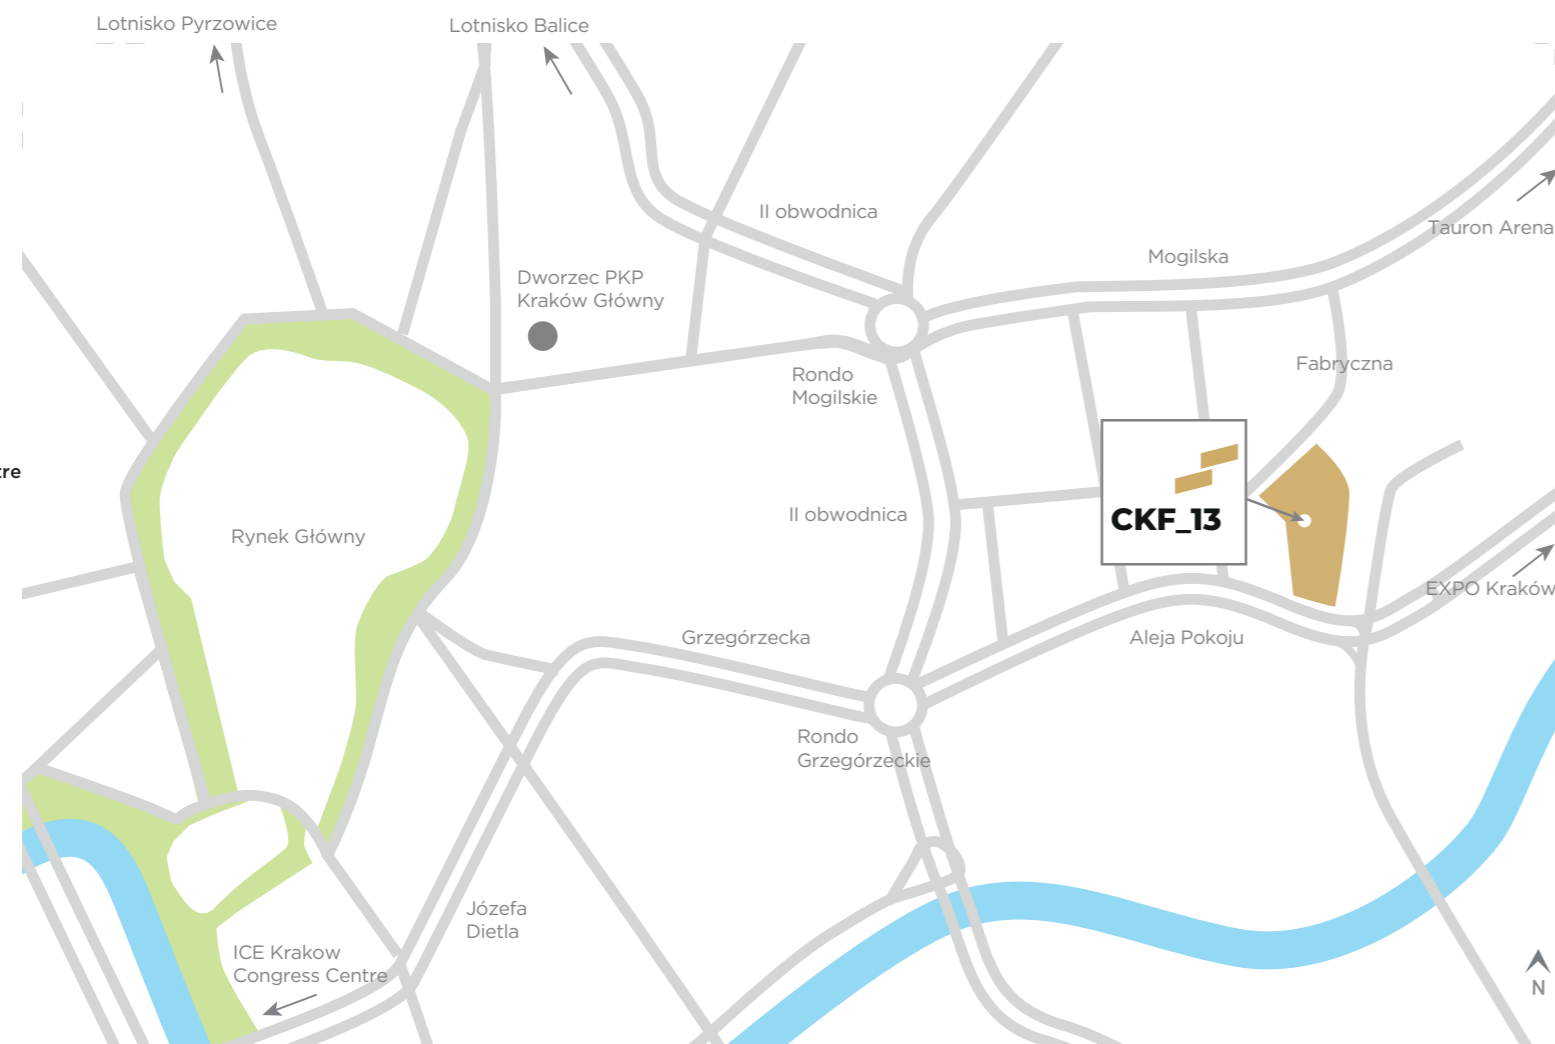 Lotnisko Pyrzowice
Lotnisko Balice
II obwodnica
Tauron Arena
Mogilska
Dworzec PKP
Kraków Główny
Fabryczna
Rondo
Mogilskie
tre
II obwodnica
CKF_13
Rynek Główny
EXPO Kraków
Grzegórzecka
Aleja Pokoju
Rondo
Grzegórzeckie
Józefa
Dietla
ICE Krakow
Congress Centre
N